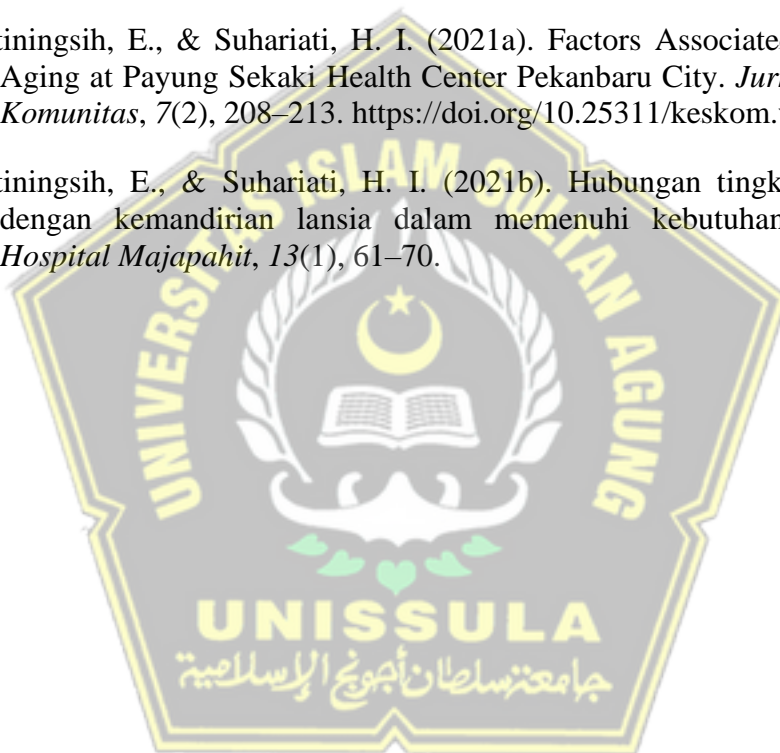 tiningsih, E., & Suhariati, H. I. (2021a). Factors Associated
Aging at Payung Sekaki Health Center Pekanbaru City. Jur
Komunitas, 7(2), 208–213. https://doi.org/10.25311/keskom.
tiningsih, E., & Suhariati, H. I. (2021b). Hubungan tingk
dengan kemandirian lansia dalam memenuhi kebutuhan
Hospital Majapahit, 13(1), 61–70.
UNIVERSITAS ISLAM SULTAN AGUNG
UNISSULA
جامعة سلطان أجونج الإسلامية